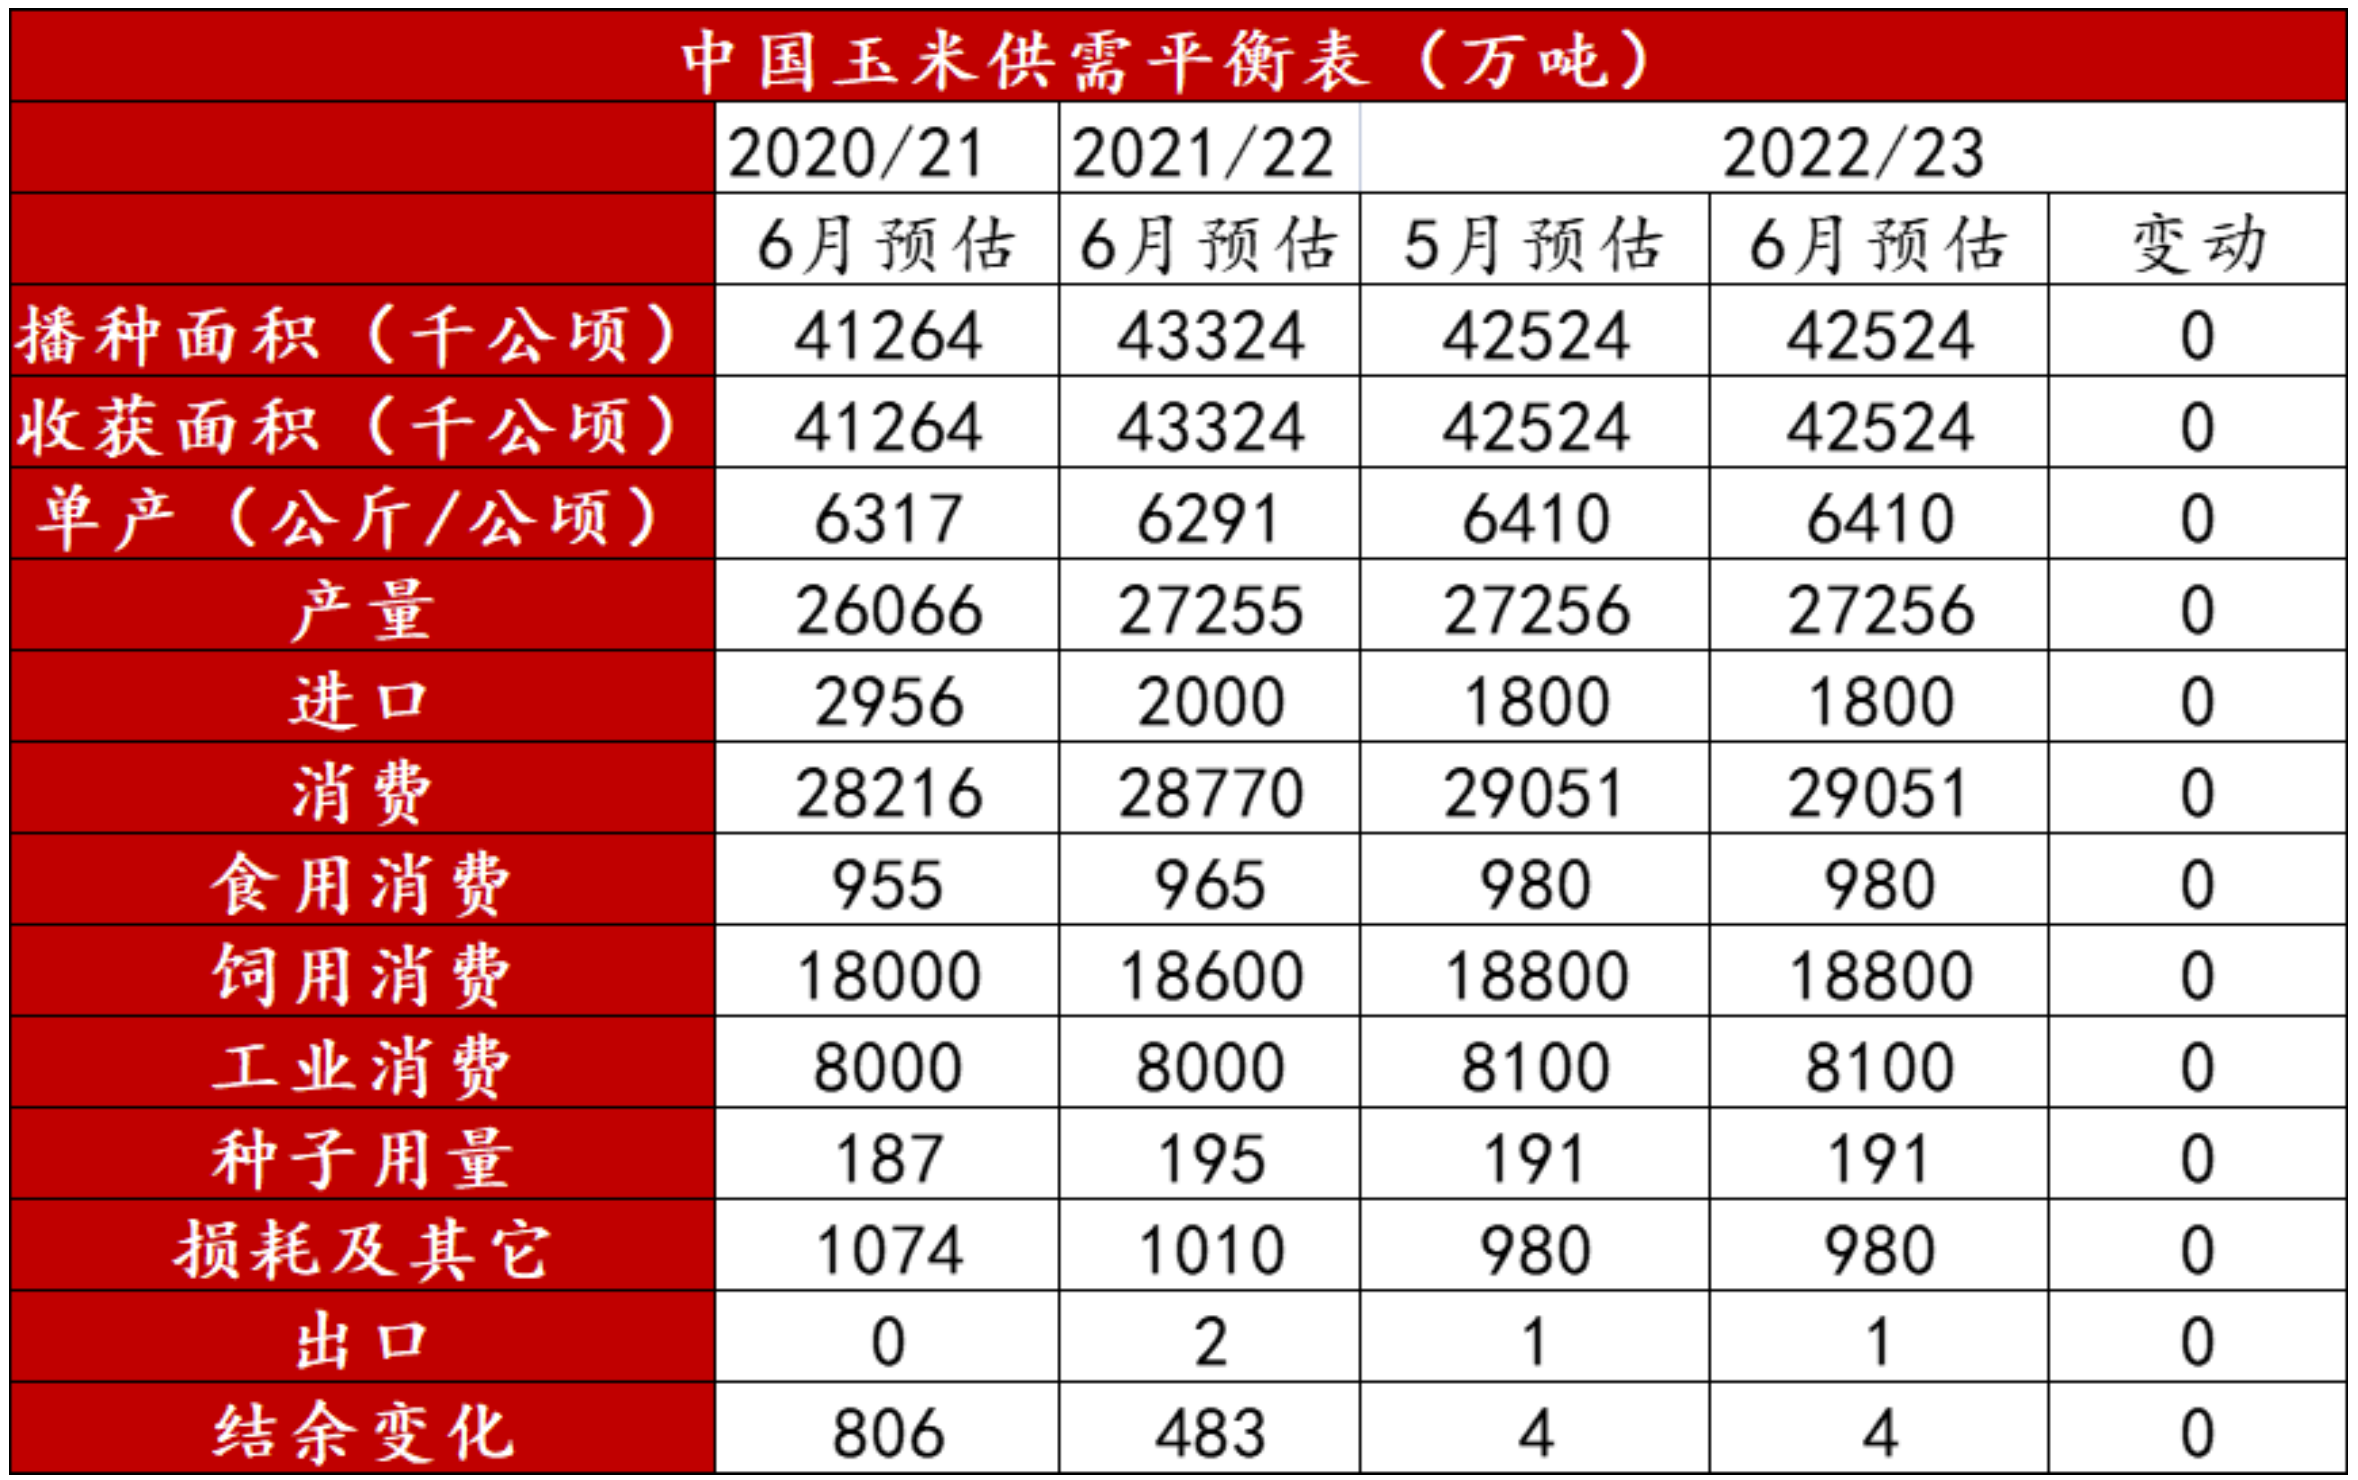 中国玉米供需平衡表（万吨）
2020/21 2021/22 2022/23
6月预估 6月预估 5月预估 6月预估 变动
播种面积（千公顷） 41264 43324 42524 42524 0
收获面积（千公顷） 41264 43324 42524 42524 0
单产（公斤/公顷） 6317 6291 6410 6410 0
产量 26066 27255 27256 27256 0
进口 2956 2000 1800 1800 0
消费 28216 28770 29051 29051 0
食用消费 955 965 980 980 0
饲用消费 18000 18600 18800 18800 0
工业消费 8000 8000 8100 8100 0
种子用量 187 195 191 191 0
损耗及其它 1074 1010 980 980 0
出口 0 2 1 1 0
结余变化 806 483 4 4 0